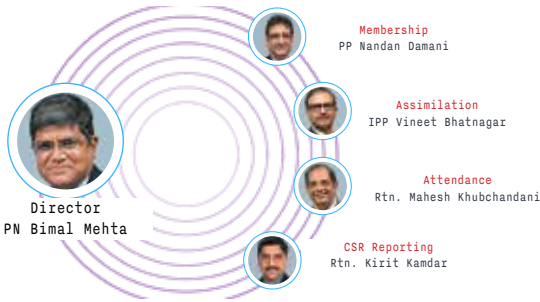 Membership
PP Nandan Damani
Assimilation
IPP Vineet Bhatnagar
Attendance
Rtn. Mahesh Khubchandani
Director
PN Bimal Mehta
CSR Reporting
Rtn. Kirit Kamdar